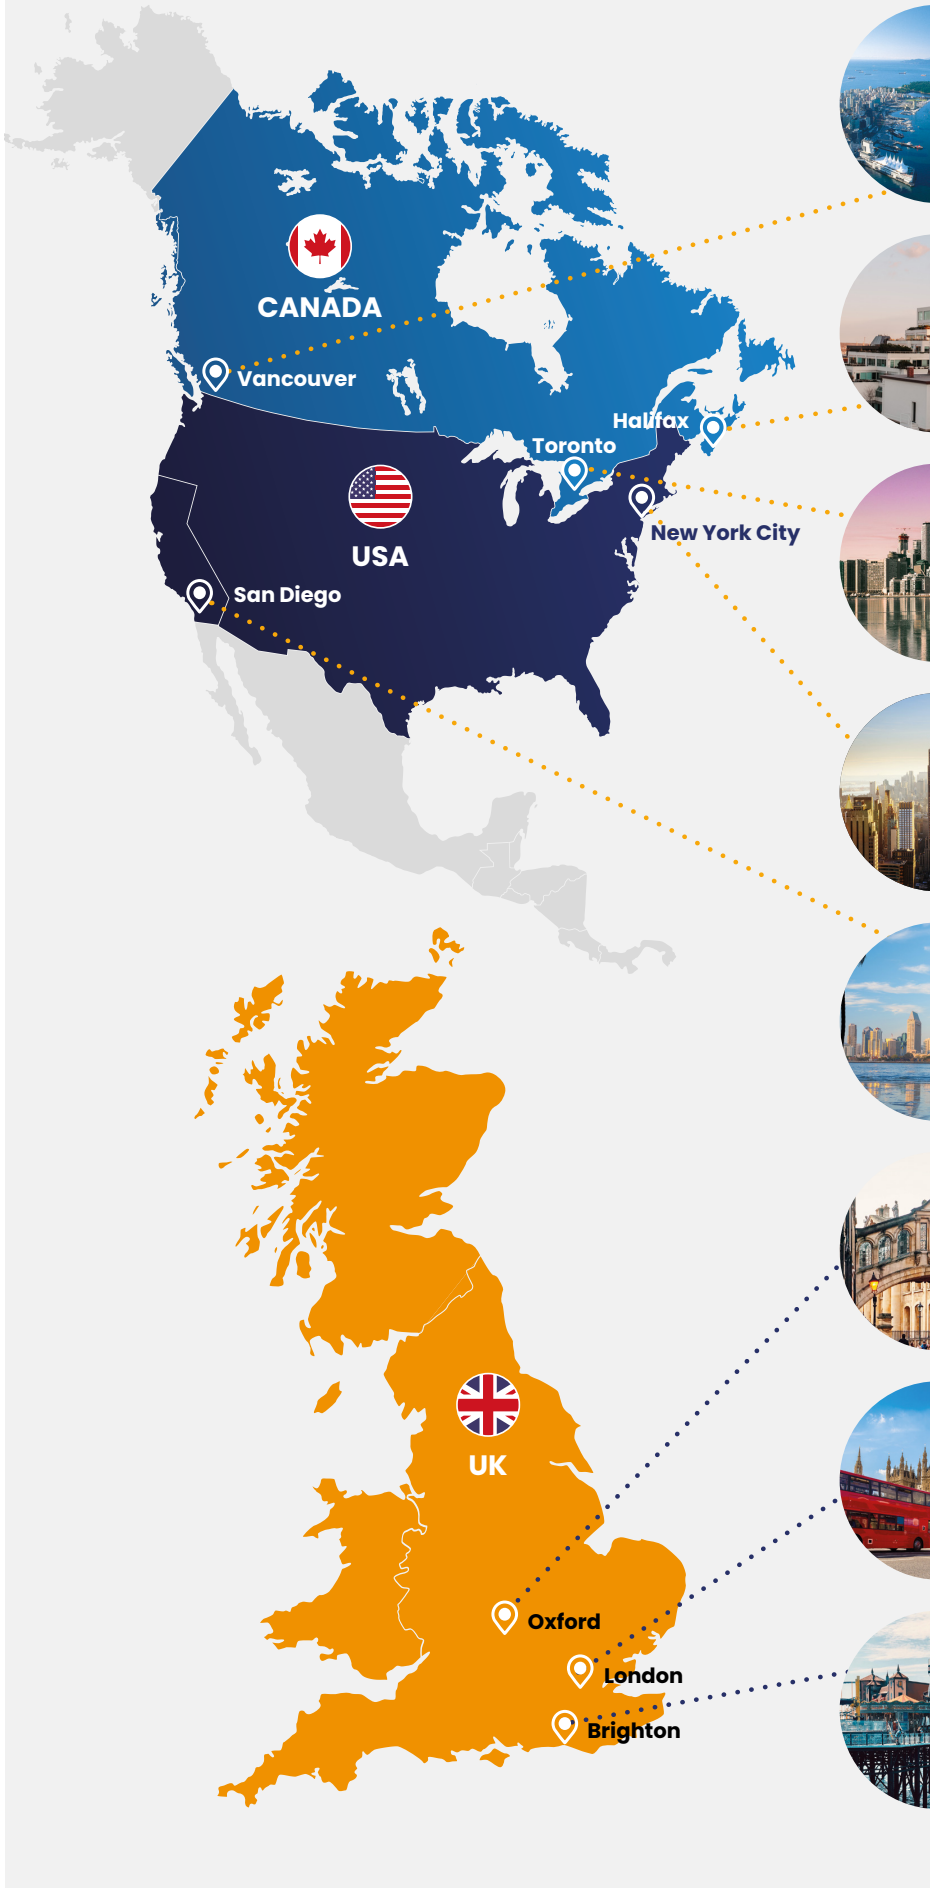 CANADA
Vancouver
Halifax
Toronto
USA
New York City
San Diego
UK
Oxford
London
Brighton